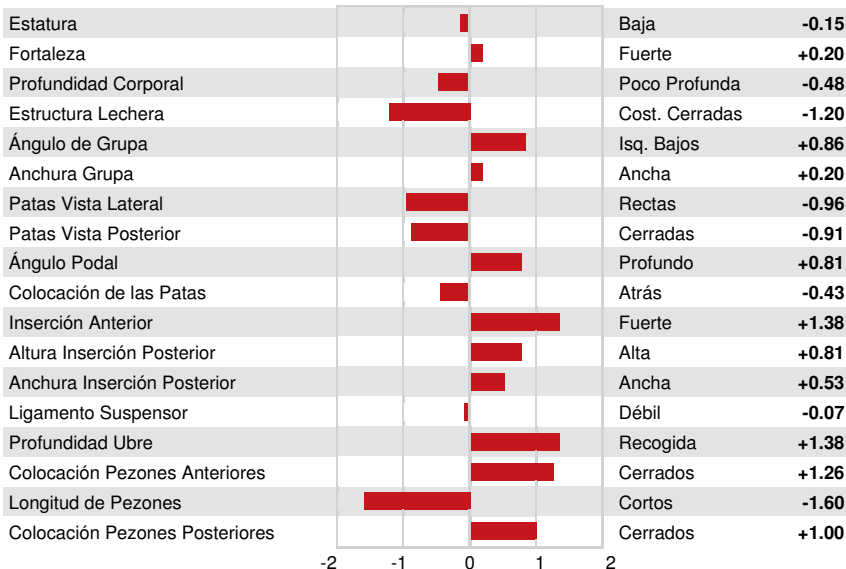 Estatura Baja -0.15
Fortaleza Fuerte +0.20
Profundidad Corporal Poco Profunda -0.48
Estructura Lechera Cost. Cerradas -1.20
Ángulo de Grupa Isq. Bajos +0.86
Anchura Grupa Ancha +0.20
Patas Vista Lateral Rectas -0.96
Patas Vista Posterior Cerradas -0.91
Ángulo Podal Profundo +0.81
Colocación de las Patas Atrás -0.43
Inserción Anterior Fuerte +1.38
Altura Inserción Posterior Alta +0.81
Anchura Inserción Posterior Ancha +0.53
Ligamento Suspensor Débil -0.07
Profundidad Ubre Recogida +1.38
Colocación Pezones Anteriores Cerrados +1.26
Longitud de Pezones Cortos -1.60
Colocación Pezones Posteriores Cerrados +1.00
-2 -1 0 1 2